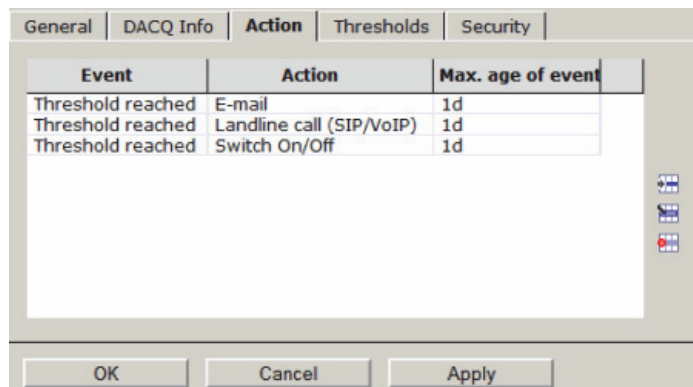 General DACQ Info Action Thresholds Security
Event Action Max. age of event
Threshold reached E-mail 1d
Threshold reached Landline call (SIP/VoIP) 1d
Threshold reached Switch On/Off 1d
OK Cancel Apply